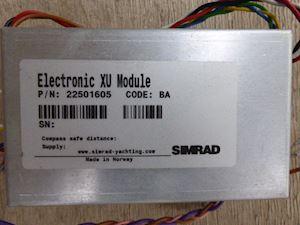 Electronic XU Module
P/N: 22501605 CODE: BA
SN:
Compass safe distance:
Supply:
www.simrad-yachting.com
Made in Norway
SIMRAD